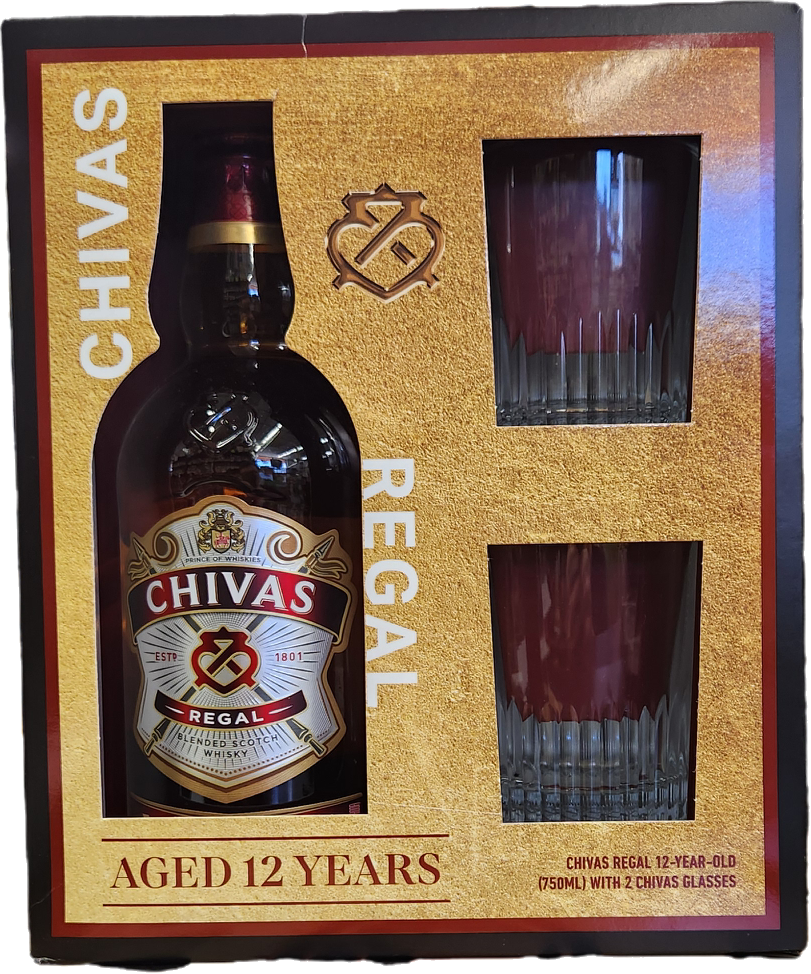 CHIVAS
REGAL
PRINCE OF WHISKIES
CHIVAS
ESTD 1801
REGAL
BLENDED SCOTCH
WHISKY
AGED 12 YEARS
CHIVAS REGAL 12-YEAR-OLD
(750ML) WITH 2 CHIVAS GLASSES